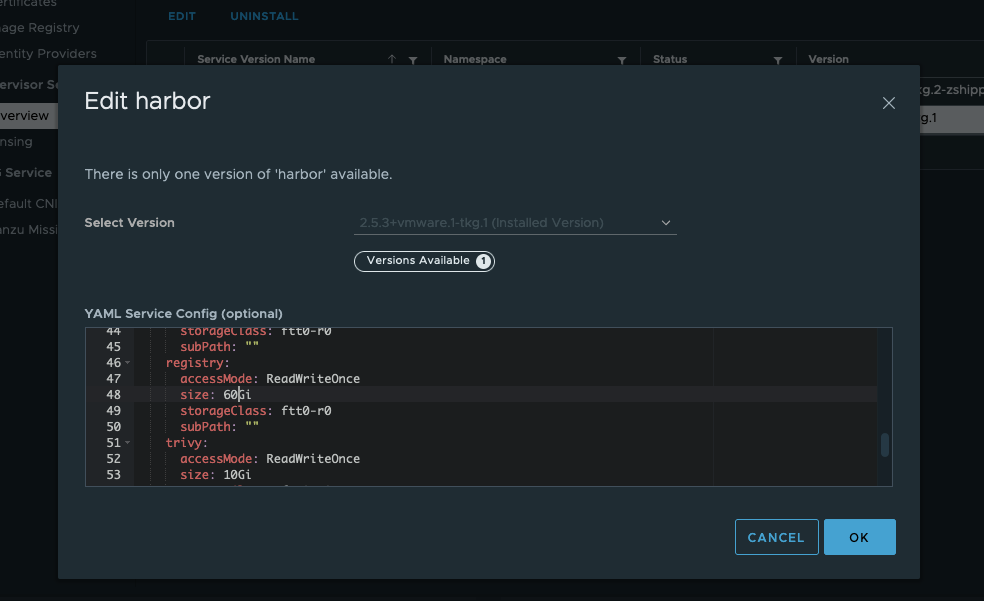 EDIT UNINSTALL
Service Version Name Namespace Status Version
Edit harbor
There is only one version of 'harbor' available.
Select Version 2.5.3+vmware.1-tkg.1 (Installed Version)
Versions Available 1
YAML Service Config (optional)
44 storageClass: ftt0-r0
45 subPath: ""
46 registry:
47 accessMode: ReadWriteOnce
48 size: 60Gi
49 storageClass: ftt0-r0
50 subPath: ""
51 trivy:
52 accessMode: ReadWriteOnce
53 size: 10Gi
CANCEL OK
ertificates
age Registry
entity Providers
ervisor Se
verview
nsing
Service
efault CNI
anzu Missi
kg.2-zshipp
g.1